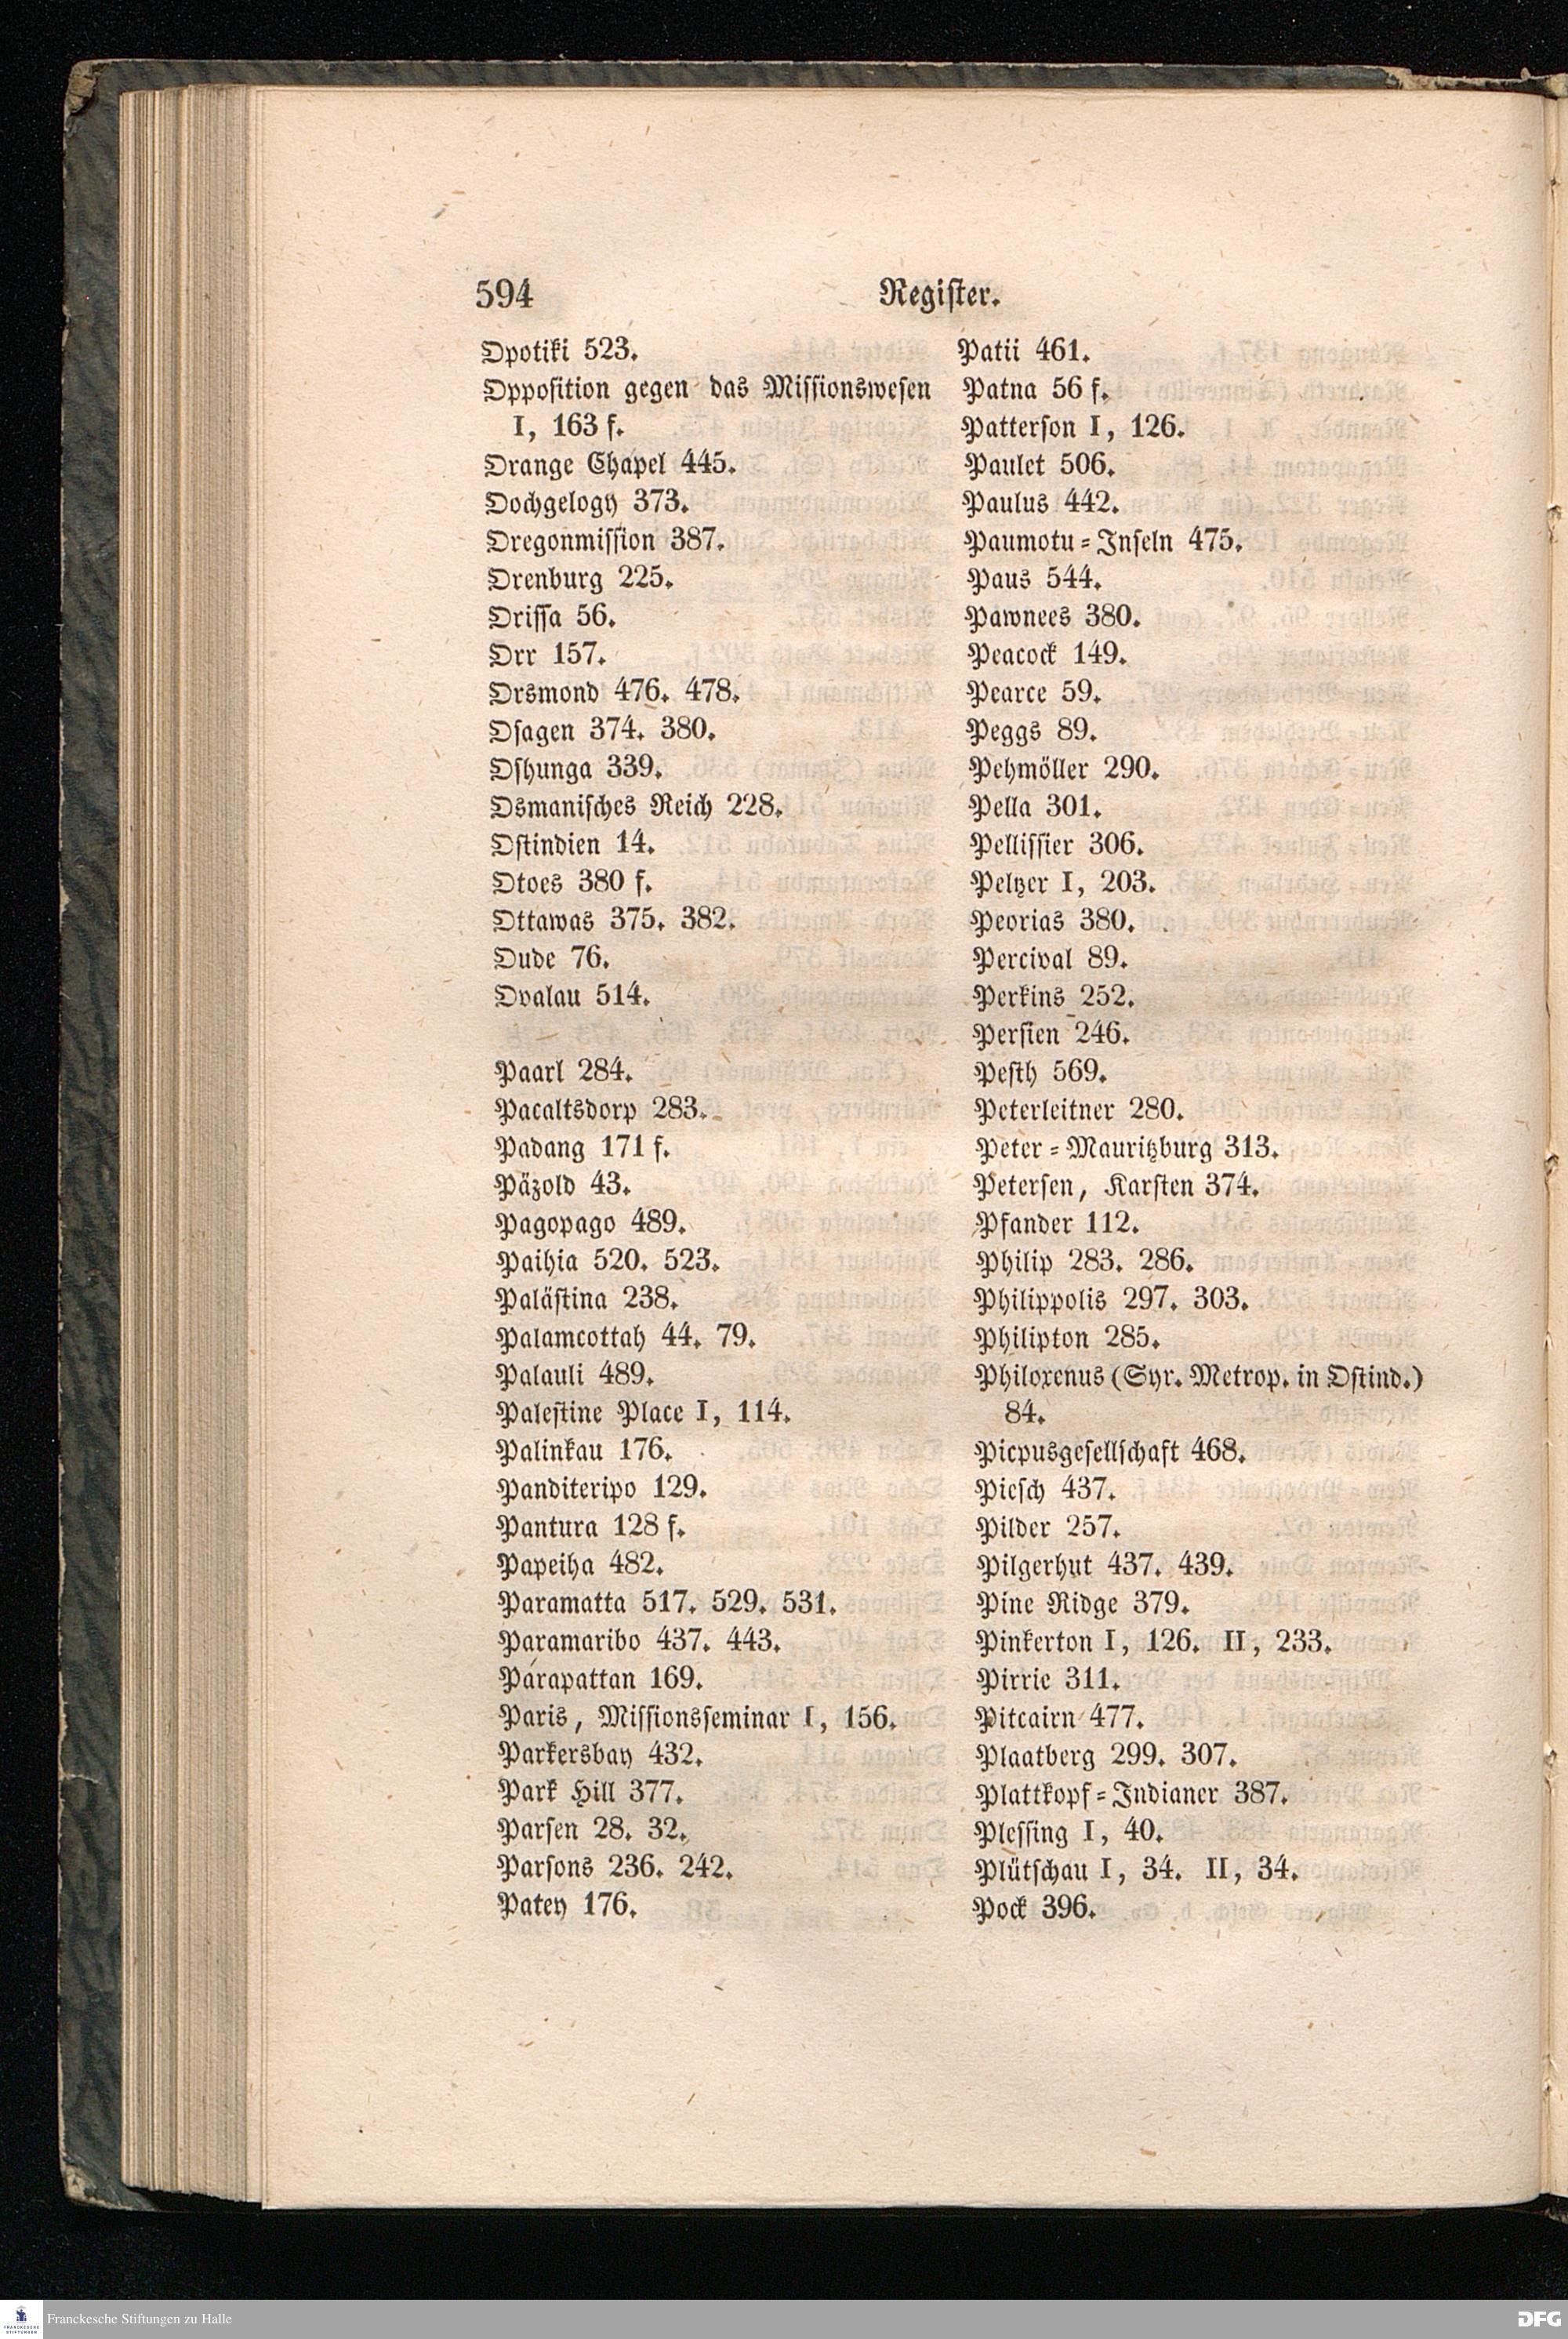 594
Regiſter.
Opotiki 523.
Oppoſition gegen das Miſſionsweſen
I, 163 f.
Orange Chapel 445.
Oochgelogy 373.
Oregonmiſſion 387.
Orenburg 225.
Oriſſa 56.
Orr 157.
Orsmond 476. 478.
Oſagen 374. 380.
Oſhunga 339.
Osmaniſches Reich 228.
Oſtindien 14.
Otoes 380 f.
Ottawas 375. 382.
Oude 76.
Ovalau 514.
Paarl 284.
Pacaltsdorp 283.
Padang 171 f.
Päzold 43.
Pagopago 489.
Paihia 520. 523.
Paläſtina 238.
Palamcottah 44. 79.
Palauli 489.
Paleſtine Place I, 114.
Palinkau 176.
Panditeripo 129.
Pantura 128 f.
Papeiha 482.
Paramatta 517. 529. 531.
Paramaribo 437. 443.
Parapattan 169.
Paris, Miſſionsſeminar I, 156.
Parkersbay 432.
Park Hill 377.
Parſen 28. 32.
Parſons 236. 242.
Patey 176.
Patii 461.
Patna 56 f.
Patterſon I, 126.
Paulet 506.
Paulus 442.
Paumotu⸗Inſeln 475.
Paus 544.
Pawnees 380.
Peacock 149.
Pearce 59.
Peggs 89.
Pehmöller 290.
Pella 301.
Pelliſſier 306.
Peltzer I, 203.
Peorias 380.
Percival 89.
Perkins 252.
Perſien 246.
Peſth 569.
Peterleitner 280.
Peter⸗Mauritzburg 313.
Peterſen, Karſten 374.
Pfander 112.
Philip 283. 286.
Philippolis 297. 303.
Philipton 285.
Philoxenus (Syr. Metrop. in Oſtind.)
84.
Picpusgeſellſchaft 468.
Pieſch 437.
Pilder 257.
Pilgerhut 437. 439.
Pine Ridge 379.
Pinkerton I, 126. II, 233.
Pirrie 311.
Pitcairn 477.
Plaatberg 299. 307.
Plattkopf⸗Indianer 387.
Pleſſing I, 40.
Plütſchau I, 34. II, 34.
Pock 396.
Franckesche Stiftungen zu Halle
DFG